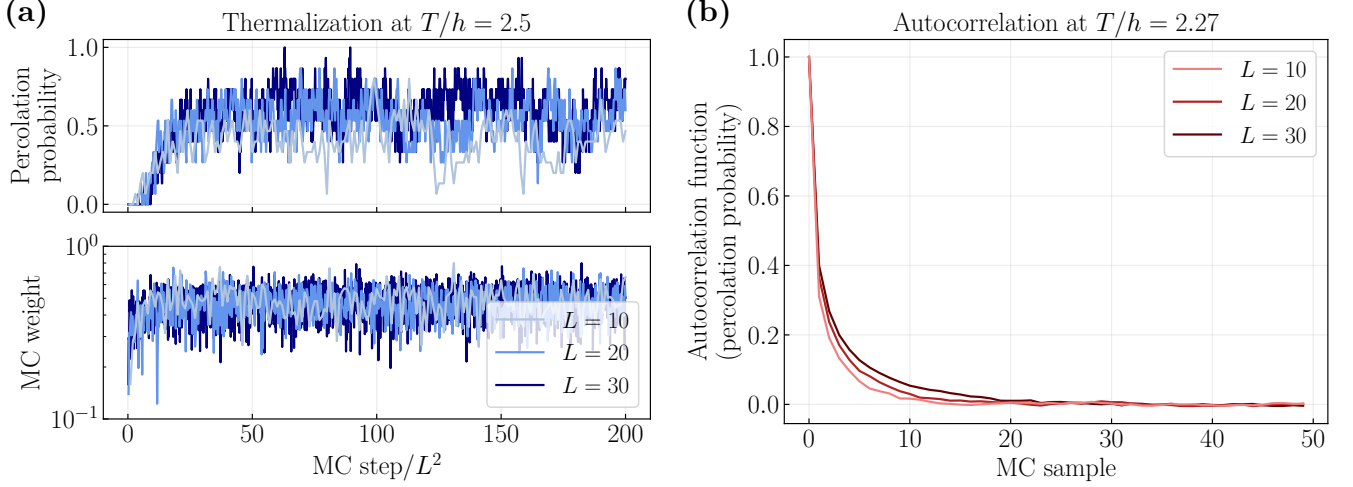 (a)
Thermalization at T/h = 2.5
Percolation
probability
1.0
0.5
0.0
MC weight
10⁰
10⁻¹
L = 10
L = 20
L = 30
0
50
100
150
200
MC step/L²
(b)
Autocorrelation at T/h = 2.27
Autocorrelation function
(percolation probability)
1.0
0.8
0.6
0.4
0.2
0.0
L = 10
L = 20
L = 30
0
10
20
30
40
50
MC sample